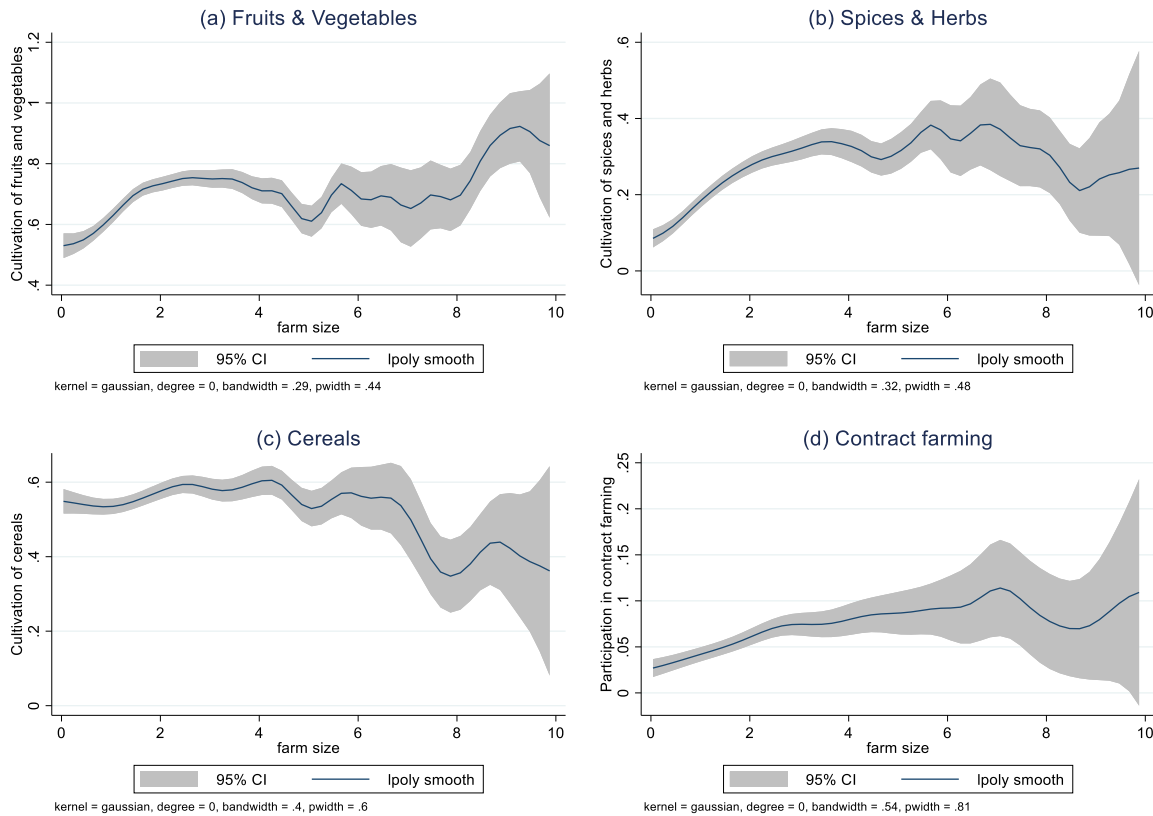 (a) Fruits & Vegetables
Cultivation of fruits and vegetables
1.2
1
.8
.6
.4
0 2 4 6 8 10
farm size
95% CI lpoly smooth
kernel = gaussian, degree = 0, bandwidth = .29, pwidth = .44
(b) Spices & Herbs
Cultivation of spices and herbs
.6
.4
.2
0
0 2 4 6 8 10
farm size
95% CI lpoly smooth
kernel = gaussian, degree = 0, bandwidth = .32, pwidth = .48
(c) Cereals
Cultivation of cereals
.6
.4
.2
0
0 2 4 6 8 10
farm size
95% CI lpoly smooth
kernel = gaussian, degree = 0, bandwidth = .4, pwidth = .6
(d) Contract farming
Participation in contract farming
.25
.2
.15
.1
.05
0
0 2 4 6 8 10
farm size
95% CI lpoly smooth
kernel = gaussian, degree = 0, bandwidth = .54, pwidth = .81